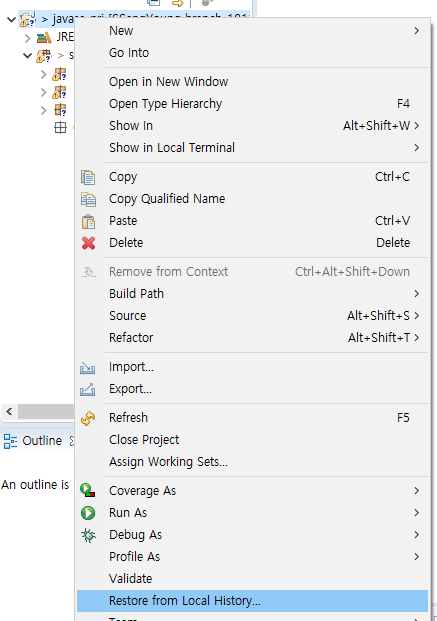 New
Go Into
Open in New Window
Open Type Hierarchy F4
Show In Alt+Shift+W
Show in Local Terminal
Copy Ctrl+C
Copy Qualified Name
Paste Ctrl+V
Delete Delete
Remove from Context Ctrl+Alt+Shift+Down
Build Path
Source Alt+Shift+S
Refactor Alt+Shift+T
Import...
Export...
Refresh F5
Close Project
Assign Working Sets...
Coverage As
Run As
Debug As
Profile As
Validate
Restore from Local History...
Team
JRE
s
Outline
An outline is